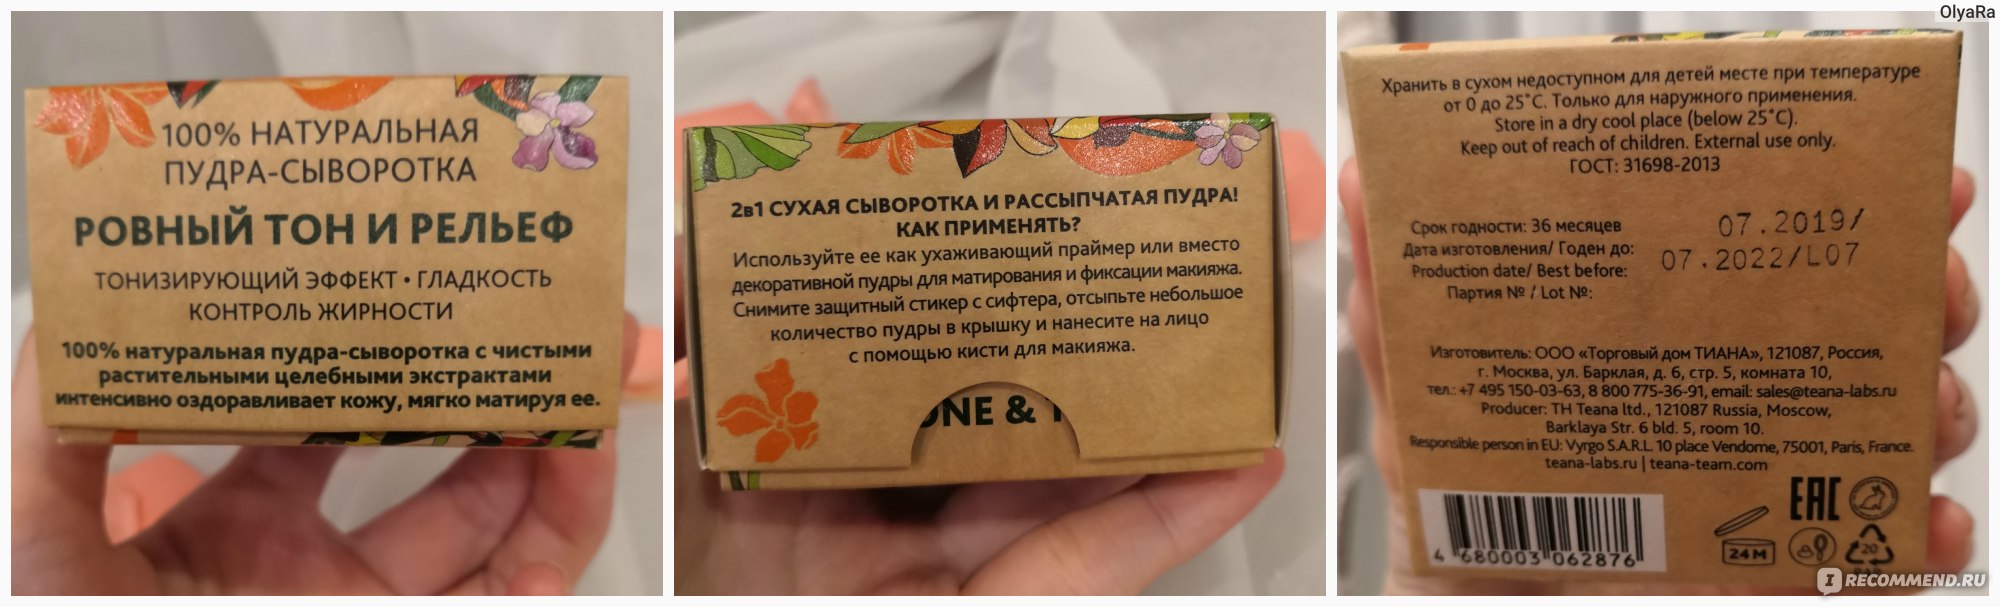 OlyaRa
100% НАТУРАЛЬНАЯ
ПУДРА-СЫВОРОТКА
РОВНЫЙ ТОН И РЕЛЬЕФ
ТОНИЗИРУЮЩИЙ ЭФФЕКТ • ГЛАДКОСТЬ
КОНТРОЛЬ ЖИРНОСТИ
100% натуральная пудра-сыворотка с чистыми
растительными целебными экстрактами
интенсивно оздоравливает кожу, мягко матируя ее.
2в1 СУХАЯ СЫВОРОТКА И РАССЫПЧАТАЯ ПУДРА!
КАК ПРИМЕНЯТЬ?
Используйте ее как ухаживающий праймер или вместо
декоративной пудры для матирования и фиксации макияжа.
Снимите защитный стикер с сифтера, отсыпьте небольшое
количество пудры в крышку и нанесите на лицо
с помощью кисти для макияжа.
ONE & T
Хранить в сухом недоступном для детей месте при температуре
от 0 до 25°С. Только для наружного применения.
Store in a dry cool place (below 25°C).
Keep out of reach of children. External use only.
ГОСТ: 31698-2013
Срок годности: 36 месяцев
07.2019/
Дата изготовления/ Годен до:
07.2022/L07
Production date/ Best before:
Партия № / Lot №:
Изготовитель: ООО «Торговый дом ТИАНА», 121087, Россия,
г. Москва, ул. Барклая, д. 6, стр. 5, комната 10,
тел.: +7 495 150-03-63, 8 800 775-36-91, email: sales@teana-labs.ru
Producer: TH Teana ltd., 121087 Russia, Moscow,
Barklaya Str. 6 bld. 5, room 10.
Responsible person in EU: Vyrgo S.A.R.L. 10 place Vendome, 75001, Paris, France.
teana-labs.ru | teana-team.com
EAC
24M
20
4 680003 062876
IRECOMMEND.RU